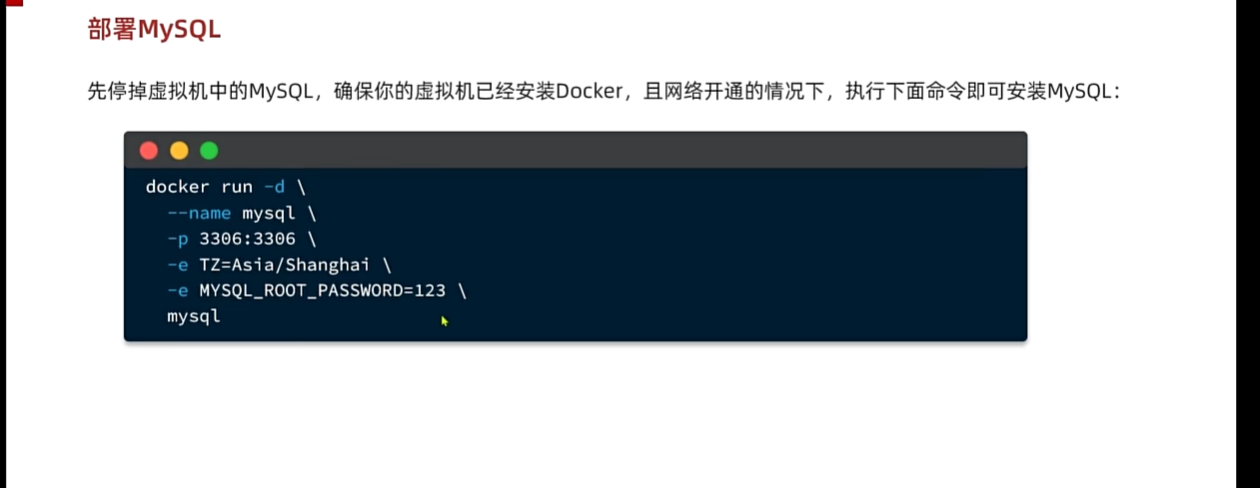 部署MySQL
先停掉虚拟机中的MySQL，确保你的虚拟机已经安装Docker，且网络开通的情况下，执行下面命令即可安装MySQL：
docker run -d \
--name mysql \
-p 3306:3306 \
-e TZ=Asia/Shanghai \
-e MYSQL_ROOT_PASSWORD=123 \
mysql